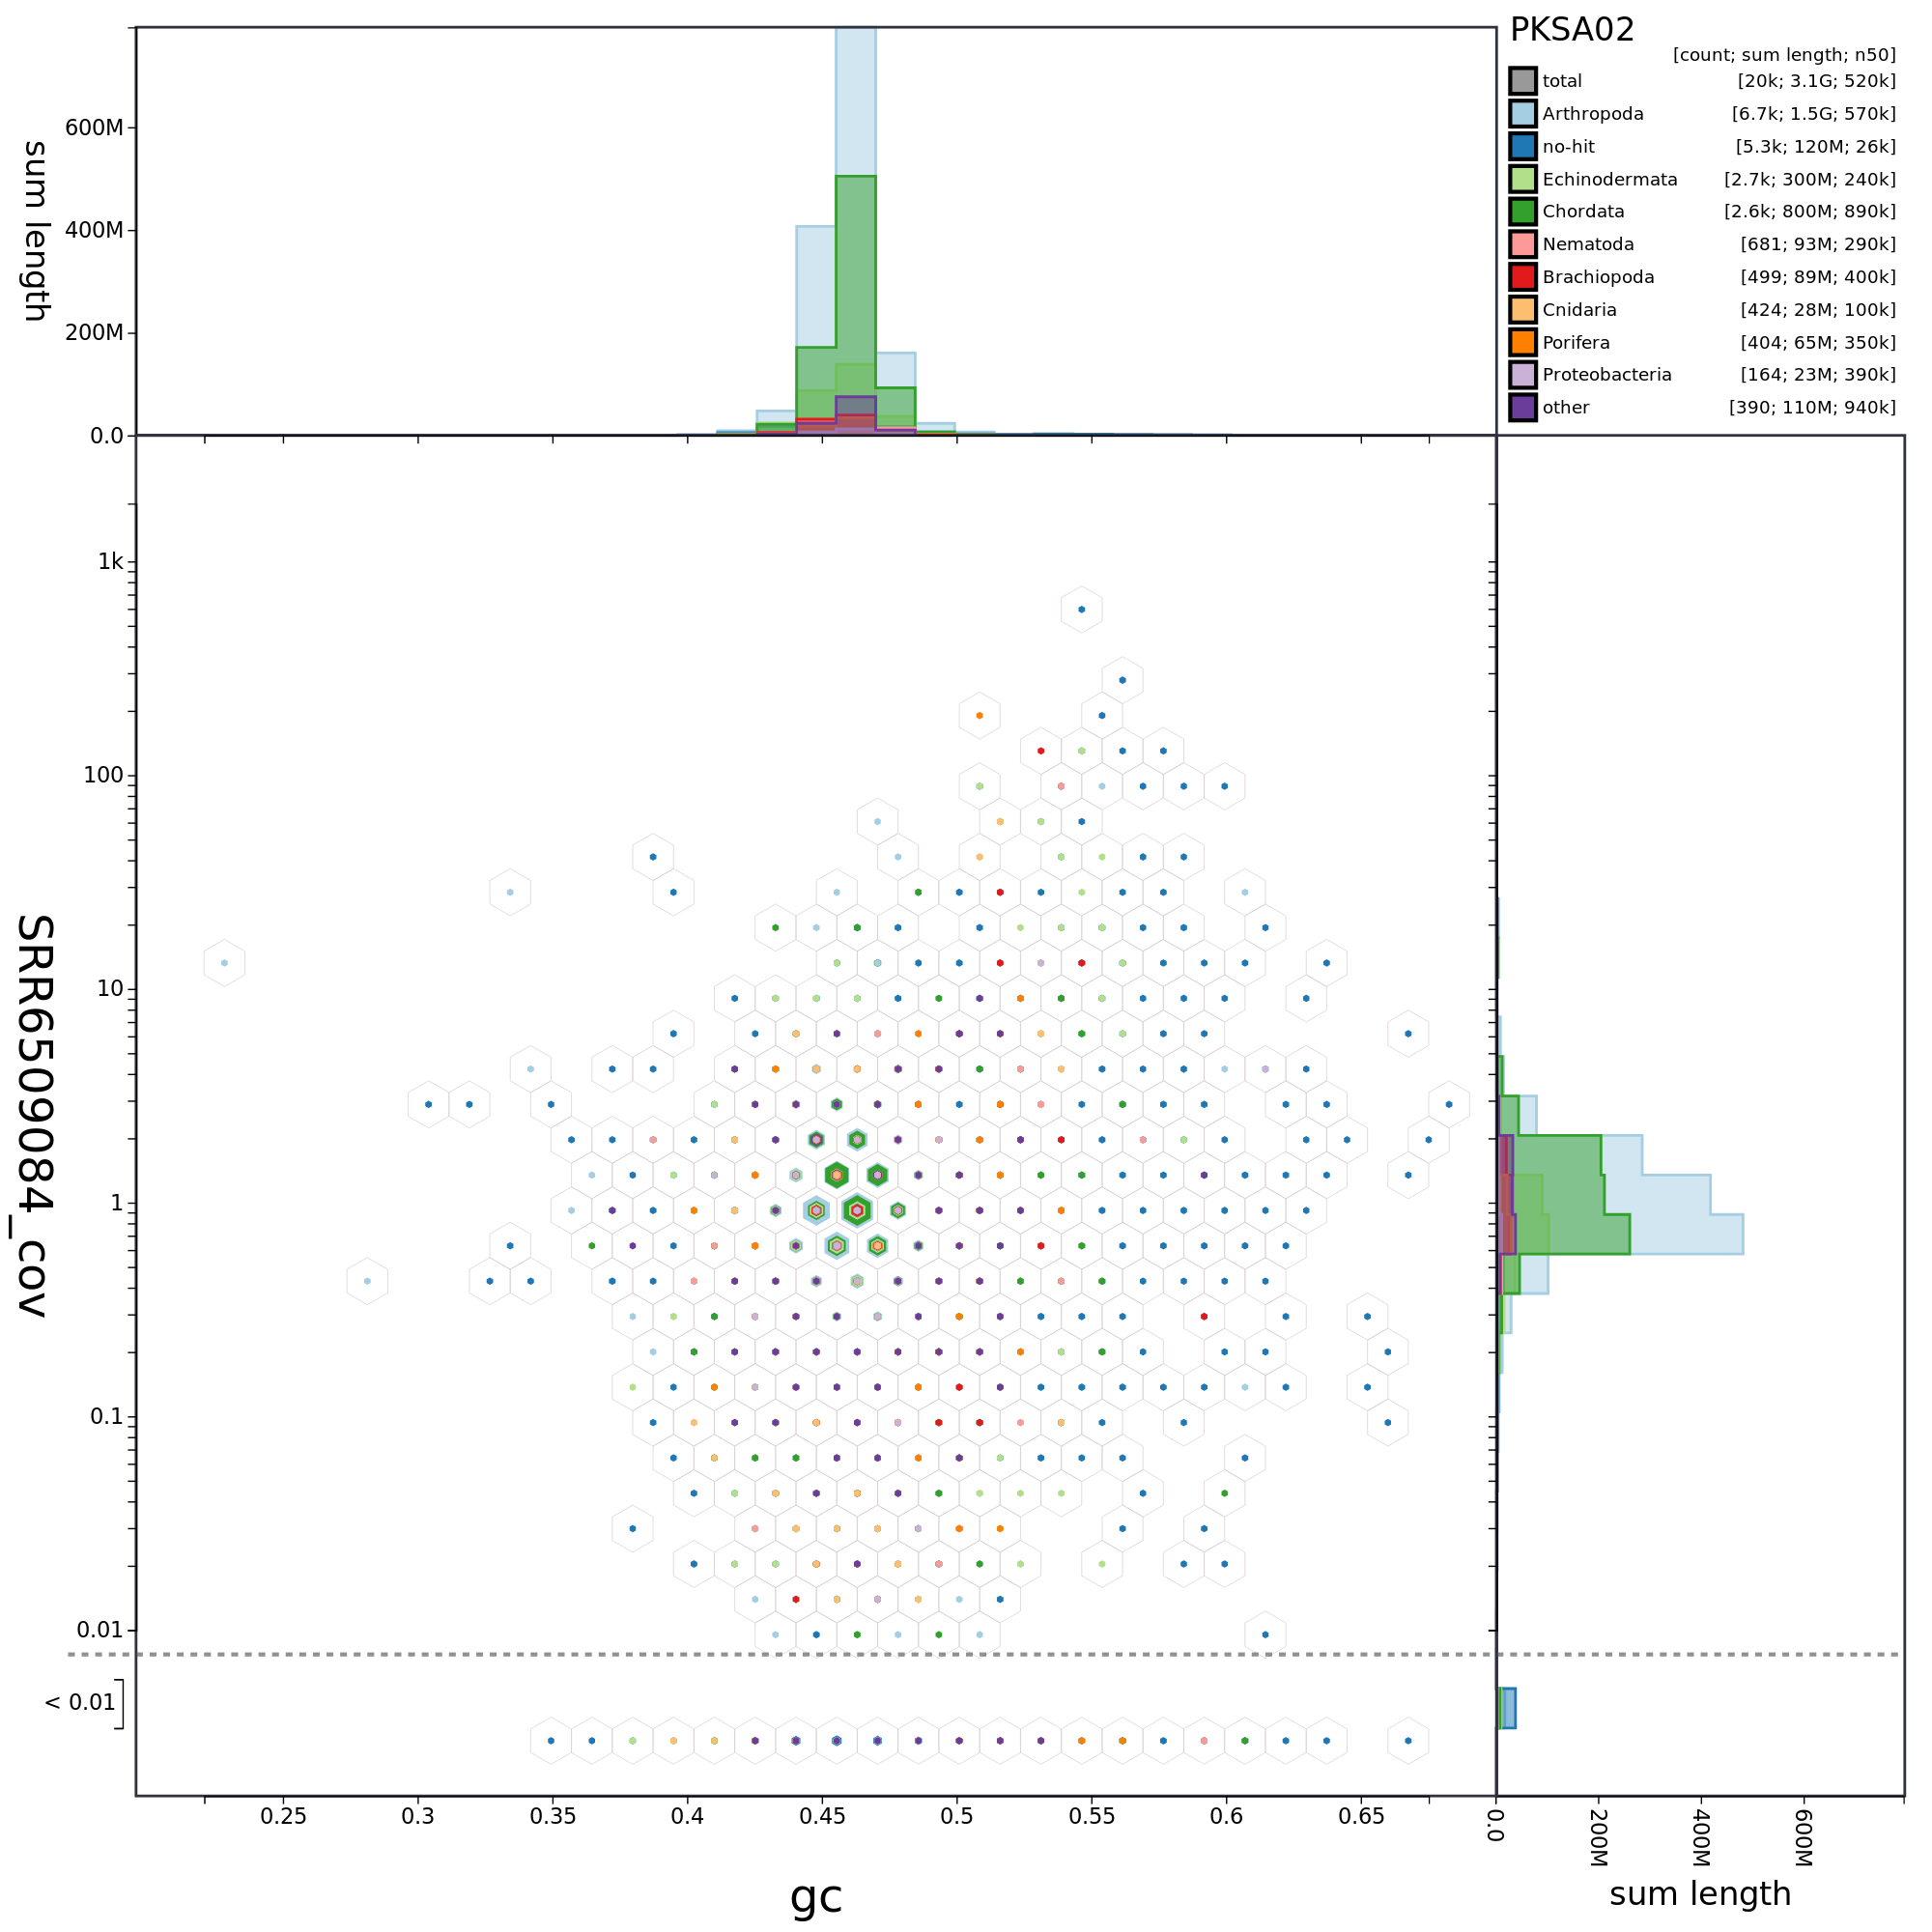 PKSA02
[count; sum length; n50]
total [20k; 3.1G; 520k]
Arthropoda [6.7k; 1.5G; 570k]
no-hit [5.3k; 120M; 26k]
Echinodermata [2.7k; 300M; 240k]
Chordata [2.6k; 800M; 890k]
Nematoda [681; 93M; 290k]
Brachiopoda [499; 89M; 400k]
Cnidaria [424; 28M; 100k]
Porifera [404; 65M; 350k]
Proteobacteria [164; 23M; 390k]
other [390; 110M; 940k]
sum length
600M
400M
200M
0.0
SRR6509084_cov
1k
100
10
1
0.1
0.01
< 0.01
0.25 0.3 0.35 0.4 0.45 0.5 0.55 0.6 0.65
gc
0.0 200M 400M 600M
sum length